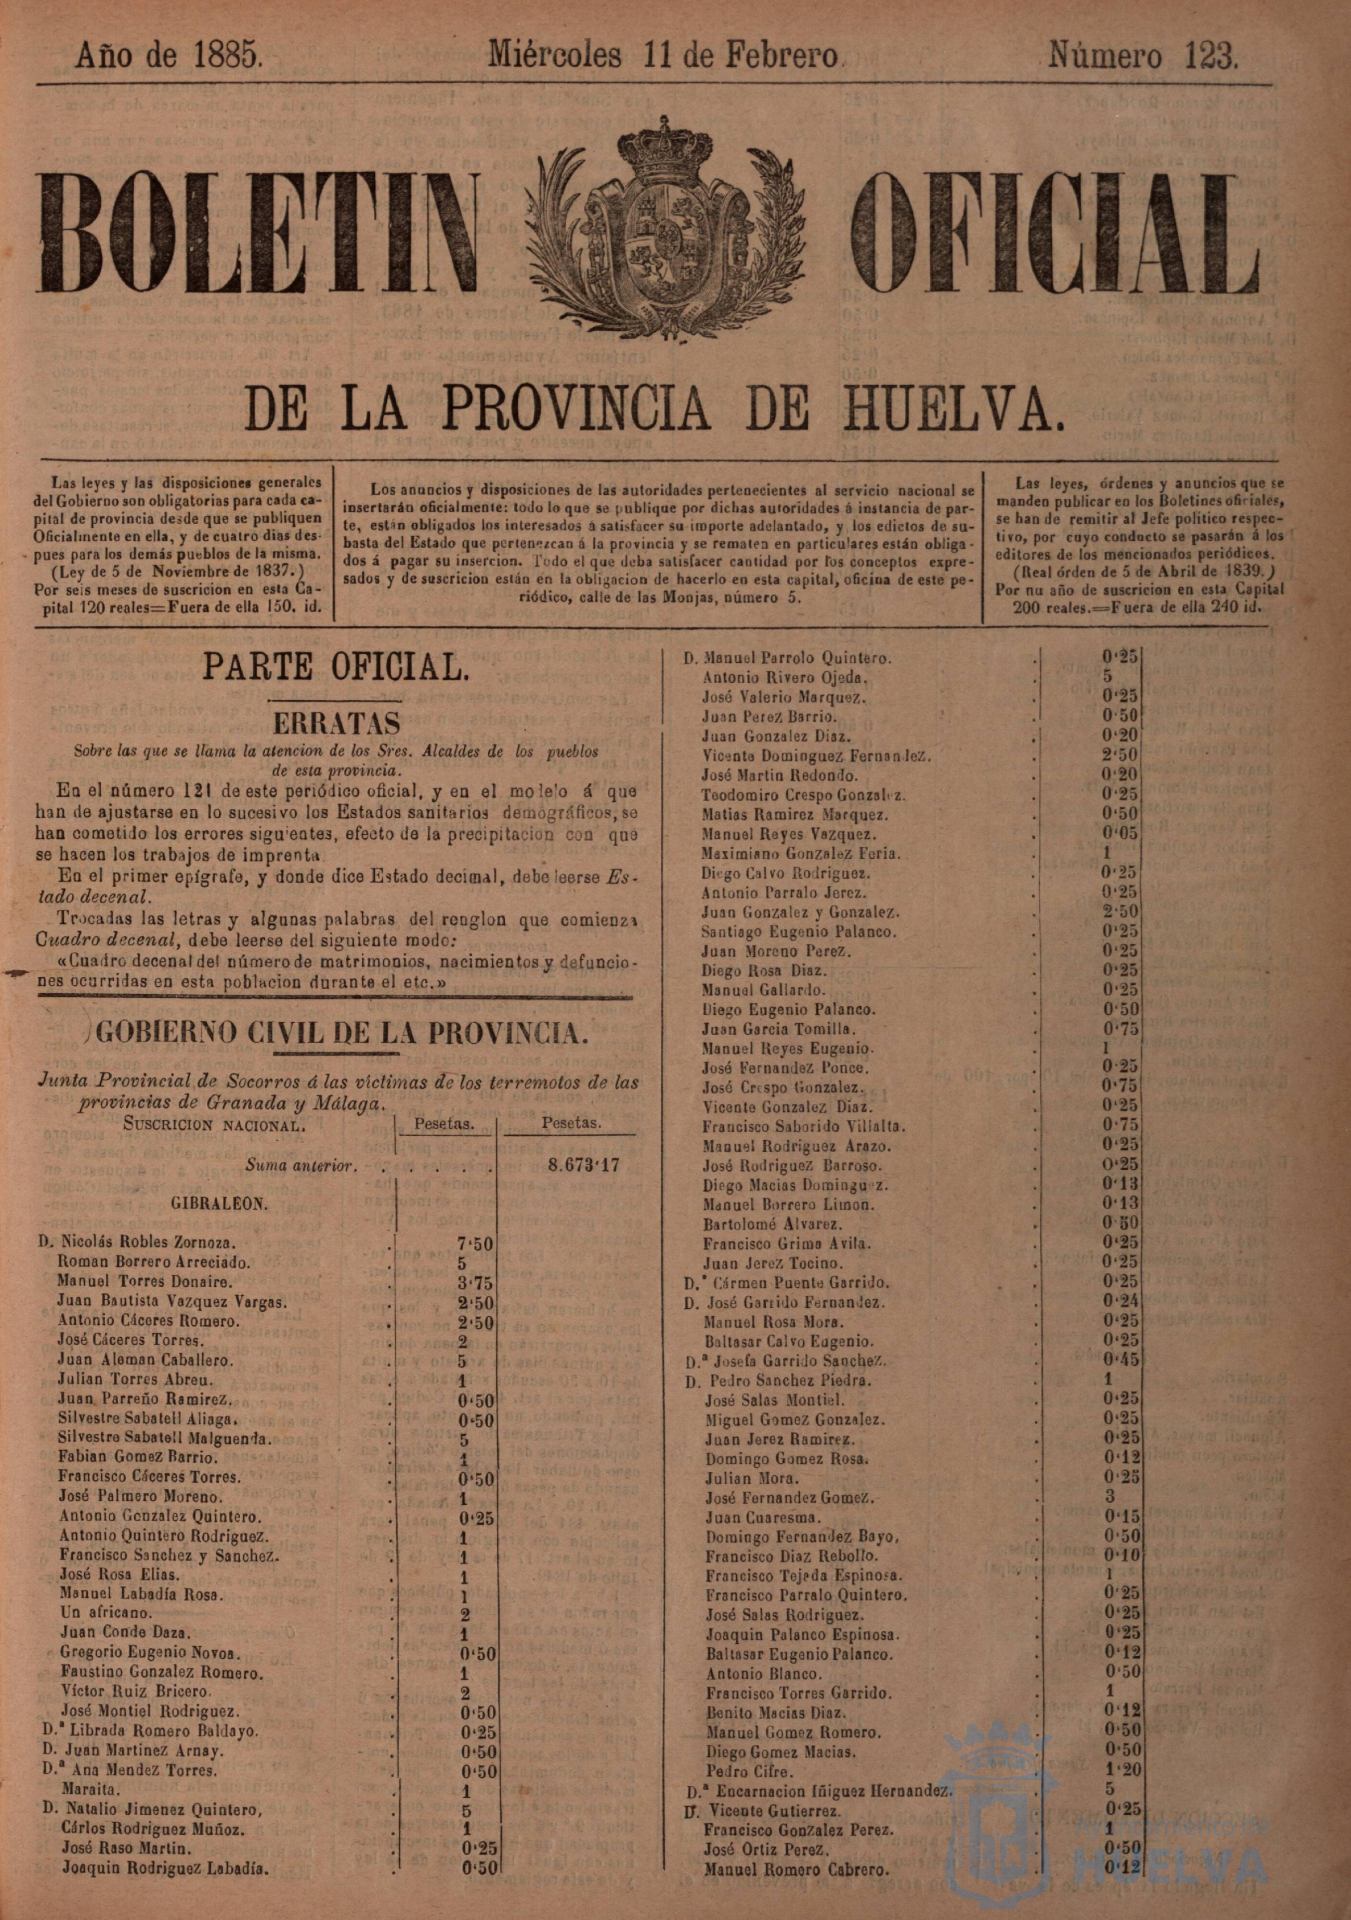 Año de 1885.
Miércoles 11 de Febrero.
Número 123.
BOLETIN OFICIAL
DE LA PROVINCIA DE HUELVA.
Las leyes y las disposiciones generales
del Gobierno son obligatorias para cada ca-
pital de provincia desde que se publiquen
Oficialmente en ella, y de cuatro dias des-
pues para los demás pueblos de la misma.
(Ley de 5 de Noviembre de 1837.)
Por seis meses de suscricion en esta Ca-
pital 120 reales=Fuera de ella 150, id.
Los anuncios y disposiciones de las autoridades pertenecientes al servicio nacional se
insertarán oficialmente: todo lo que se publique por dichas autoridades á instancia de par-
te, están obligados los interesados á satisfacer su importe adelantado, y los edictos de su-
basta del Estado que pertenezcan á la provincia y se rematen en particulares están obliga-
dos á pagar su insercion. Todo el que deba satisfacer cantidad por los conceptos expre-
sados y de suscricion están en la obligacion de hacerlo en esta capital, oficina de este pe-
riódico, calle de las Monjas, número 5.
Las leyes, órdenes y anuncios que se
manden publicar en los Boletines oficiales,
se han de remitir al Jefe politico respec-
tivo, por cuyo conducto se pasarán á los
editores de los mencionados periódicos.
(Real órden de 5 de Abril de 1839.)
Por nu año de suscricion en esta Capital
200 reales.=Fuera de ella 240 id.
PARTE OFICIAL.
ERRATAS
Sobre las que se llama la atencion de los Sres. Alcaldes de los pueblos
de esta provincia.
En el número 121 de este periódico oficial, y en el molelo á que
han de ajustarse en lo sucesivo los Estados sanitarios demográficos, se
han cometido los errores siguientes, efecto de la precipitacion con que
se hacen los trabajos de imprenta
En el primer epígrafe, y donde dice Estado decimal, debe leerse Es-
tado decenal.
Trocadas las letras y algunas palabras del renglon que comienza
Cuadro decenal, debe leerse del siguiente modo:
«Cuadro decenal del número de matrimonios, nacimientos y defuncio-
nes ocurridas en esta poblacion durante el etc.»
GOBIERNO CIVIL DE LA PROVINCIA.
Junta Provincial de Socorros á las víctimas de los terremotos de las
provincias de Granada y Málaga.
SUSCRICION NACIONAL. Pesetas. Pesetas.
Suma anterior. . . . . . 8.673'17
GIBRALEON.
D. Nicolás Robles Zornoza. . 7'50
Roman Borrero Arreciado. . 5
Manuel Torres Donaire. . 3'75
Juan Bautista Vazquez Vargas. . 2'50
Antonio Cáceres Romero. . 2'50
José Cáceres Torres. . 2
Juan Aleman Caballero. . 5
Julian Torres Abreu. . 1
Juan Parreño Ramirez. . 0'50
Silvestre Sabatell Aliaga. . 0'50
Silvestre Sabatell Malguenda. . 5
Fabian Gomez Barrio. . 1
Francisco Cáceres Torres. . 0'50
José Palmero Moreno. . 1
Antonio Gonzalez Quintero. . 0'25
Antonio Quintero Rodriguez. . 1
Francisco Sanchez y Sanchez. . 1
José Rosa Elias. . 1
Manuel Labadía Rosa. . 1
Un africano. . 2
Juan Conde Daza. . 1
Gregorio Eugenio Novoa. . 0'50
Faustino Gonzalez Romero. . 1
Víctor Ruiz Bricero. . 2
José Montiel Rodriguez. . 0'50
D.ª Librada Romero Baldayo. . 0'25
D. Juan Martinez Arnay. . 0'50
D.ª Ana Mendez Torres. . 0'50
Maraita. . 1
D. Natalio Jimenez Quintero, . 5
Cárlos Rodriguez Muñoz. . 1
José Raso Martin. . 0'25
Joaquin Rodriguez Labadía. . 0'50
D. Manuel Parrolo Quintero. . 0'25
Antonio Rivero Ojeda. . 5
José Valerio Marquez. . 0'25
Juan Perez Barrio. . 0'50
Juan Gonzalez Diaz. . 0'20
Vicente Dominguez Fernandez. . 2'50
José Martin Redondo. . 0'20
Teodomiro Crespo Gonzalez. . 0'25
Matias Ramirez Marquez. . 0'50
Manuel Reyes Vazquez. . 0'05
Maximiano Gonzalez Feria. . 1
Diego Calvo Rodriguez. . 0'25
Antonio Parralo Jerez. . 0'25
Juan Gonzalez y Gonzalez. . 2'50
Santiago Eugenio Palanco. . 0'25
Juan Moreno Perez. . 0'25
Diego Rosa Diaz. . 0'25
Manuel Gallardo. . 0'25
Diego Eugenio Palanco. . 0'50
Juan Garcia Tomilla. . 0'75
Manuel Reyes Eugenio. . 1
José Fernandez Ponce. . 0'25
José Crespo Gonzalez. . 0'75
Vicente Gonzalez Diaz. . 0'25
Francisco Saborido Villalta. . 0'75
Manuel Rodriguez Arazo. . 0'25
José Rodriguez Barroso. . 0'25
Diego Macias Dominguez. . 0'13
Manuel Borrero Limon. . 0'13
Bartolomé Alvarez. . 0'50
Francisco Grima Avila. . 0'25
Juan Jerez Tocino. . 0'25
D.ª Cármen Puente Garrido. . 0'25
D. José Garrido Fernandez. . 0'24
Manuel Rosa Mora. . 0'25
Baltasar Calvo Eugenio. . 0'25
D.ª Josefa Garrido Sanchez. . 0'45
D. Pedro Sanchez Piedra. . 1
José Salas Montiel. . 0'25
Miguel Gomez Gonzalez. . 0'25
Juan Jerez Ramirez. . 0'25
Domingo Gomez Rosa. . 0'12
Julian Mora. . 0'25
José Fernandez Gomez. . 3
Juan Cuaresma. . 0'15
Domingo Fernandez Bayo, . 0'50
Francisco Diaz Rebollo. . 0'10
Francisco Tejeda Espinosa. . 1
Francisco Parralo Quintero, . 0'25
José Salas Rodriguez. . 0'25
Joaquin Palanco Espinosa. . 0'25
Baltasar Eugenio Palanco. . 0'12
Antonio Blanco. . 0'50
Francisco Torres Garrido. . 1
Benito Macias Diaz. . 0'12
Manuel Gomez Romero. . 0'50
Diego Gomez Macias. . 0'50
Pedro Cifre. . 1'20
D.ª Encarnacion Iñiguez Hernandez. . 5
D. Vicente Gutierrez. . 0'25
Francisco Gonzalez Perez. . 1
José Ortiz Perez. . 0'50
Manuel Romero Cabrero. . 0'12
HUELVA